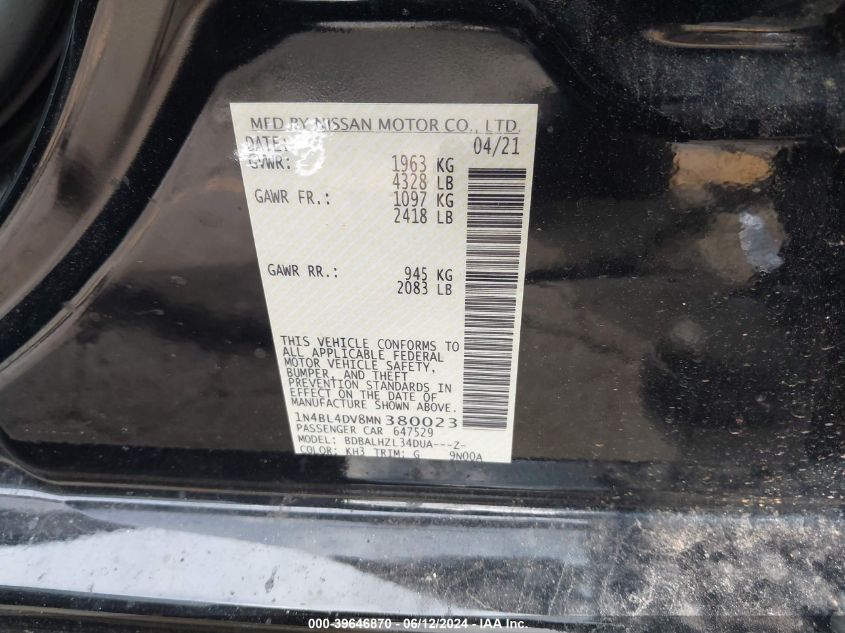 MFD BY NISSAN MOTOR CO., LTD.
DATE: 04/21
GVWR: 1963 KG
4328 LB
GAWR FR.: 1097 KG
2418 LB
GAWR RR.: 945 KG
2083 LB
THIS VEHICLE CONFORMS TO
ALL APPLICABLE FEDERAL
MOTOR VEHICLE SAFETY,
BUMPER, AND THEFT
PREVENTION STANDARDS IN
EFFECT ON THE DATE OF
MANUFACTURE SHOWN ABOVE.
1N4BL4DV8MN380023
PASSENGER CAR 647529
MODEL: BDBALHZL34DUA---Z-
COLOR: KH3 TRIM: G 9N00A
100-39646870 - 06/12/2024 - IAA Inc.